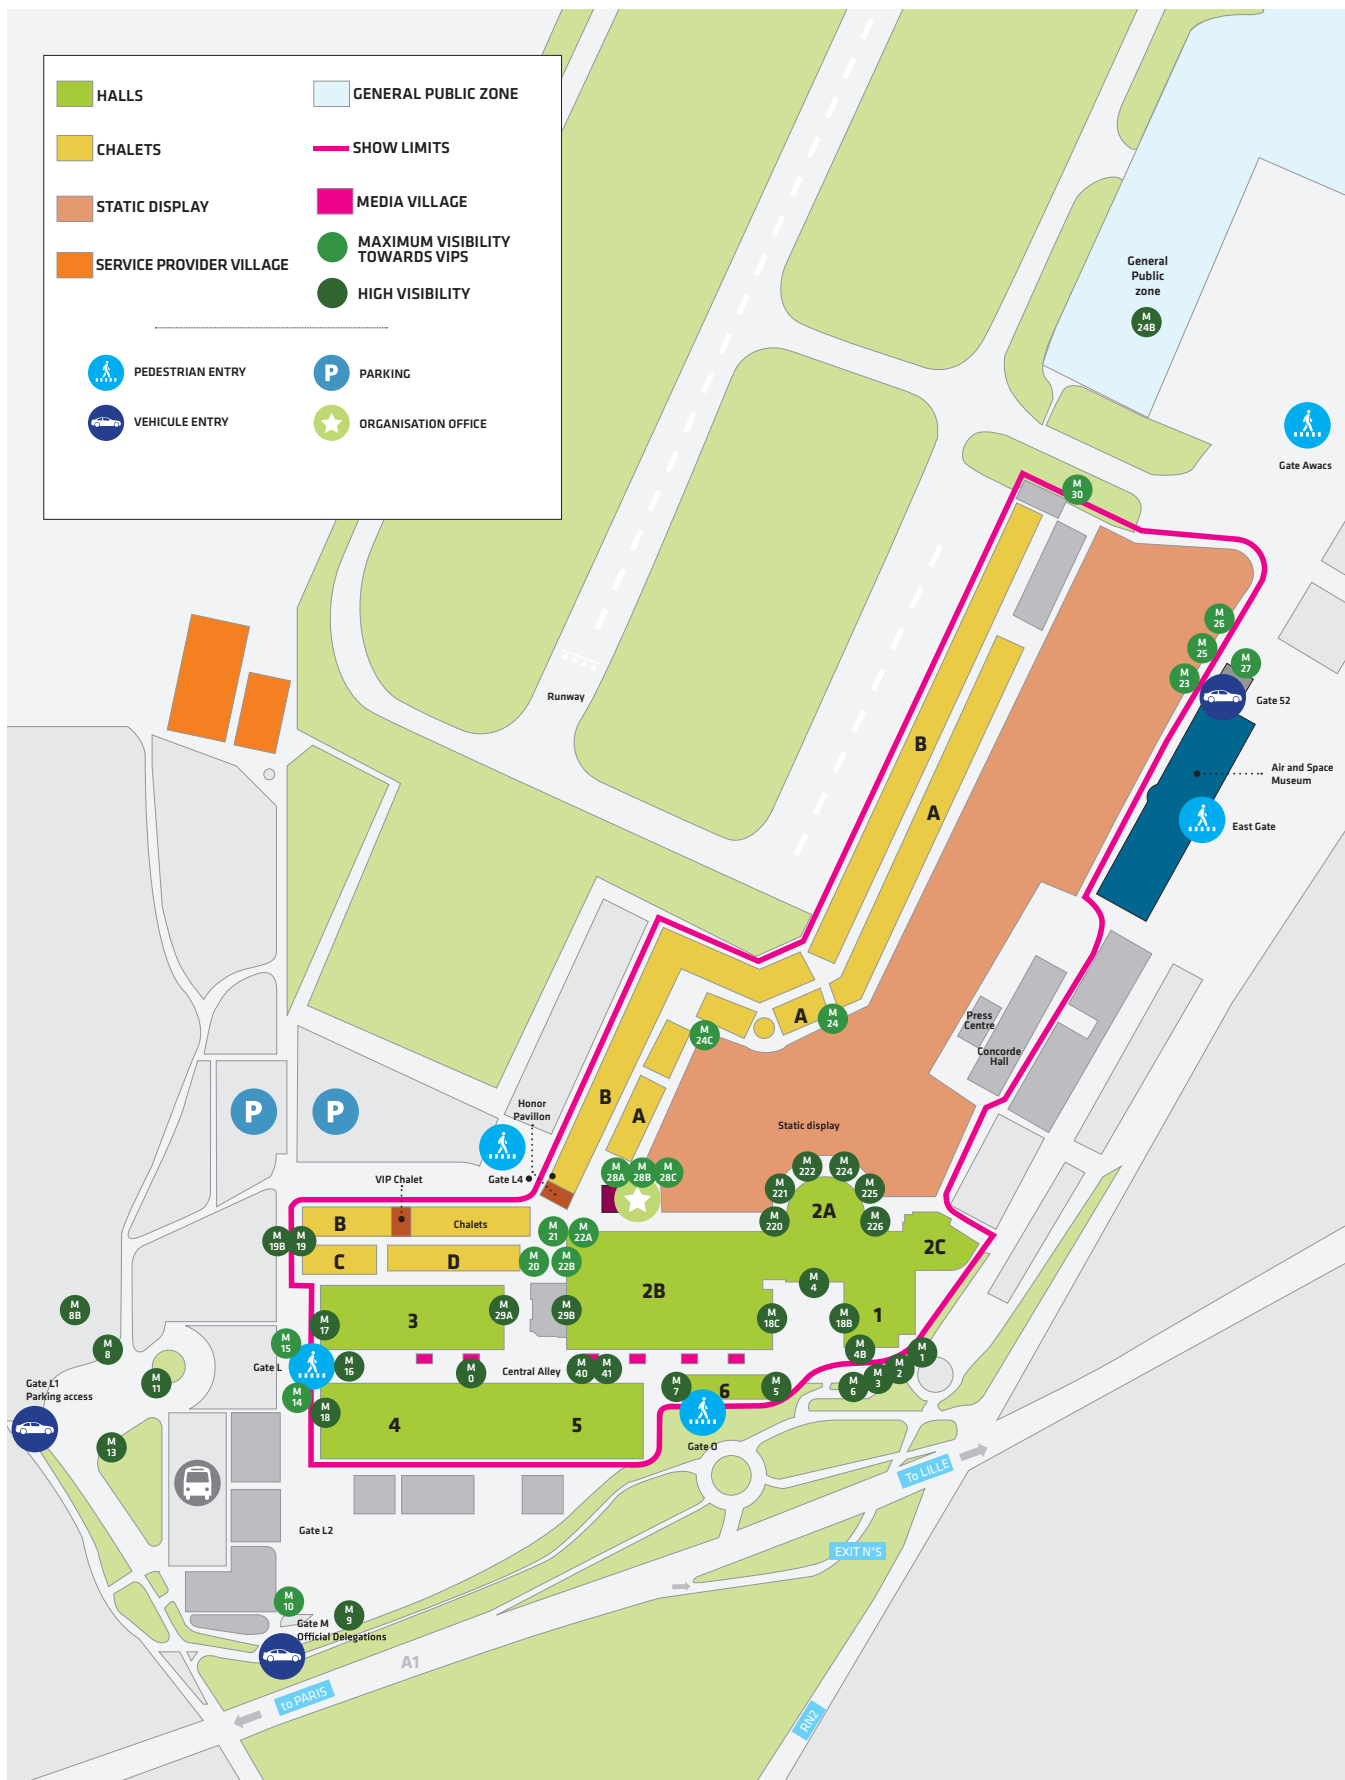 HALLS
CHALETS
STATIC DISPLAY
SERVICE PROVIDER VILLAGE
GENERAL PUBLIC ZONE
SHOW LIMITS
MEDIA VILLAGE
MAXIMUM VISIBILITY
TOWARDS VIPS
HIGH VISIBILITY
PEDESTRIAN ENTRY
VEHICULE ENTRY
P
PARKING
ORGANISATION OFFICE
General
Public
zone
M
24B
Gate Awacs
M
30
M
26
M
25
M
27
M
23
Gate S2
Runway
B
A
Air and Space
Museum
East Gate
A
M
24
M
24C
Press
Centre
Concorde
Hall
B
A
Honor
Pavillon
P
P
Static display
Gate L4
VIP Chalet
M
28A
M
28B
M
28C
M
222
M
224
M
221
M
225
M
220
M
226
2A
B
Chalets
M
21
M
22A
M
19B
M
19
C
D
M
20
M
22B
2C
2B
M
4
M
8B
M
8
M
17
3
M
29A
M
29B
M
18C
M
18B
1
M
15
Gate L
M
16
M
11
M
0
Central Alley
M
40
M
41
M
4B
M
1
M
2
M
3
M
6
M
7
6
M
5
Gate L1
Parking access
M
14
M
18
4
5
M
13
Gate O
To LILLE
Gate L2
EXIT N°5
M
10
M
9
Gate M
Official Delegations
A1
to PARIS
RN2